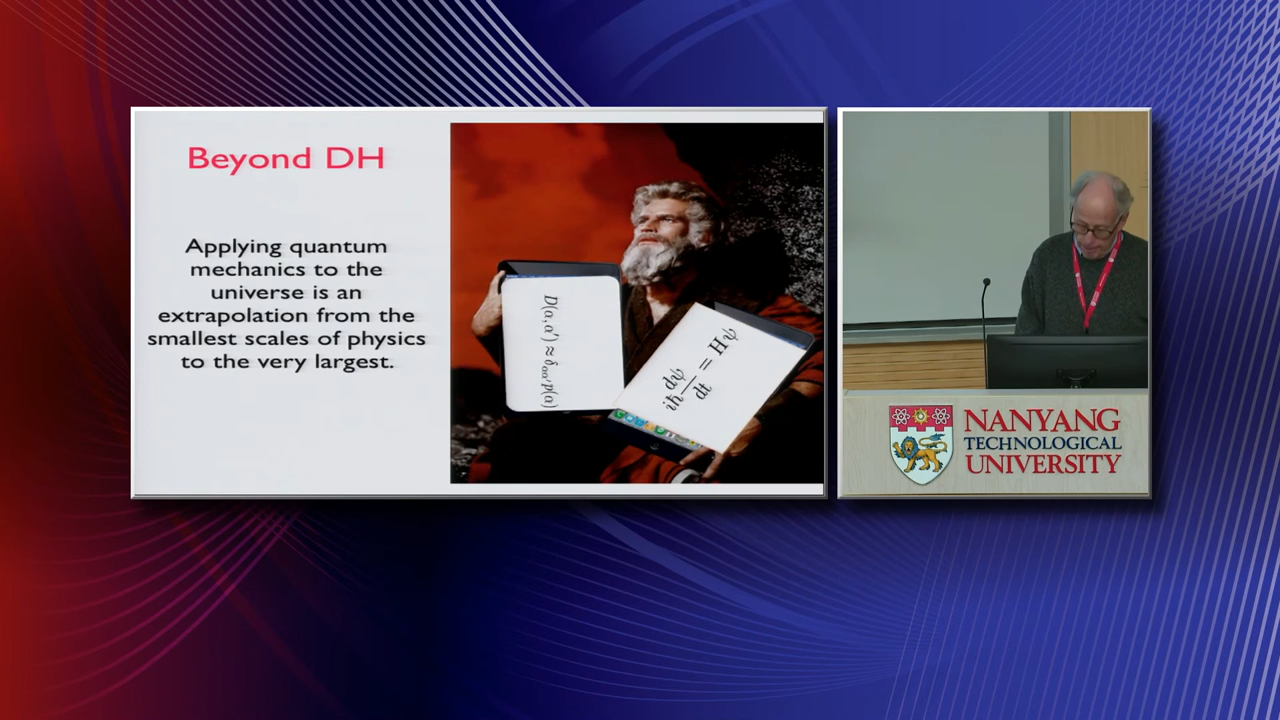 Beyond DH
Applying quantum
mechanics to the
universe is an
extrapolation from the
smallest scales of physics
to the very largest.
D(α,α′) ≈ δαα′p(α)
iħ dψ/dt = Hψ
NANYANG
TECHNOLOGICAL
UNIVERSITY